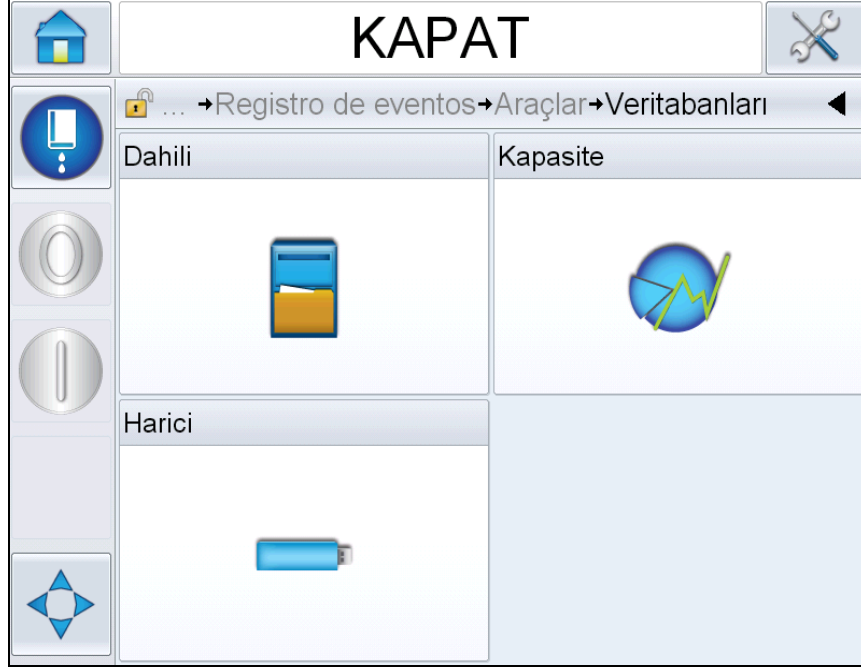 KAPAT
... →Registro de eventos→Araçlar→Veritabanları
Dahili
Kapasite
Harici